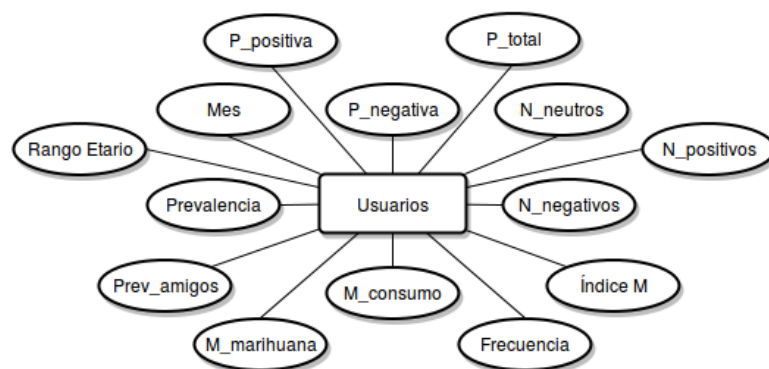 P_positiva
P_total
Mes
P_negativa
N_neutros
Rango Etario
N_positivos
Prevalencia
Usuarios
N_negativos
Prev_amigos
M_consumo
Índice M
M_marihuana
Frecuencia